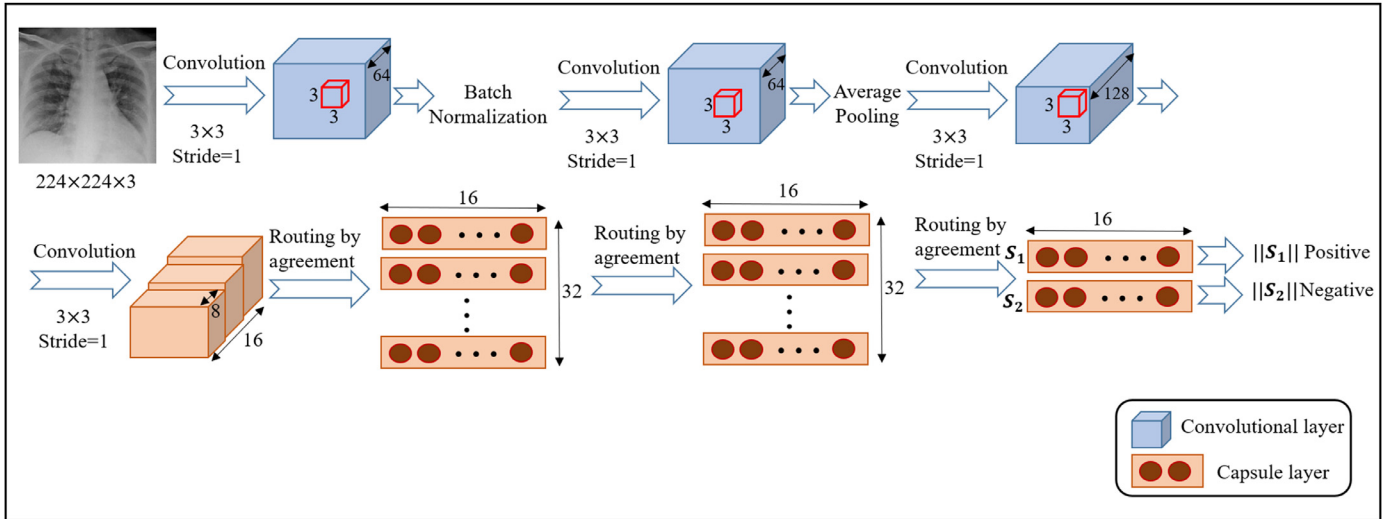 Convolution
3×3
Stride=1
224×224×3
64
3
3
Batch
Normalization
Convolution
3×3
Stride=1
64
3
3
Average
Pooling
Convolution
3×3
Stride=1
128
3
3
Convolution
3×3
Stride=1
8
16
Routing by
agreement
16
32
Routing by
agreement
16
32
Routing by
agreement
16
S₁
S₂
||S₁|| Positive
||S₂||Negative
Convolutional layer
Capsule layer